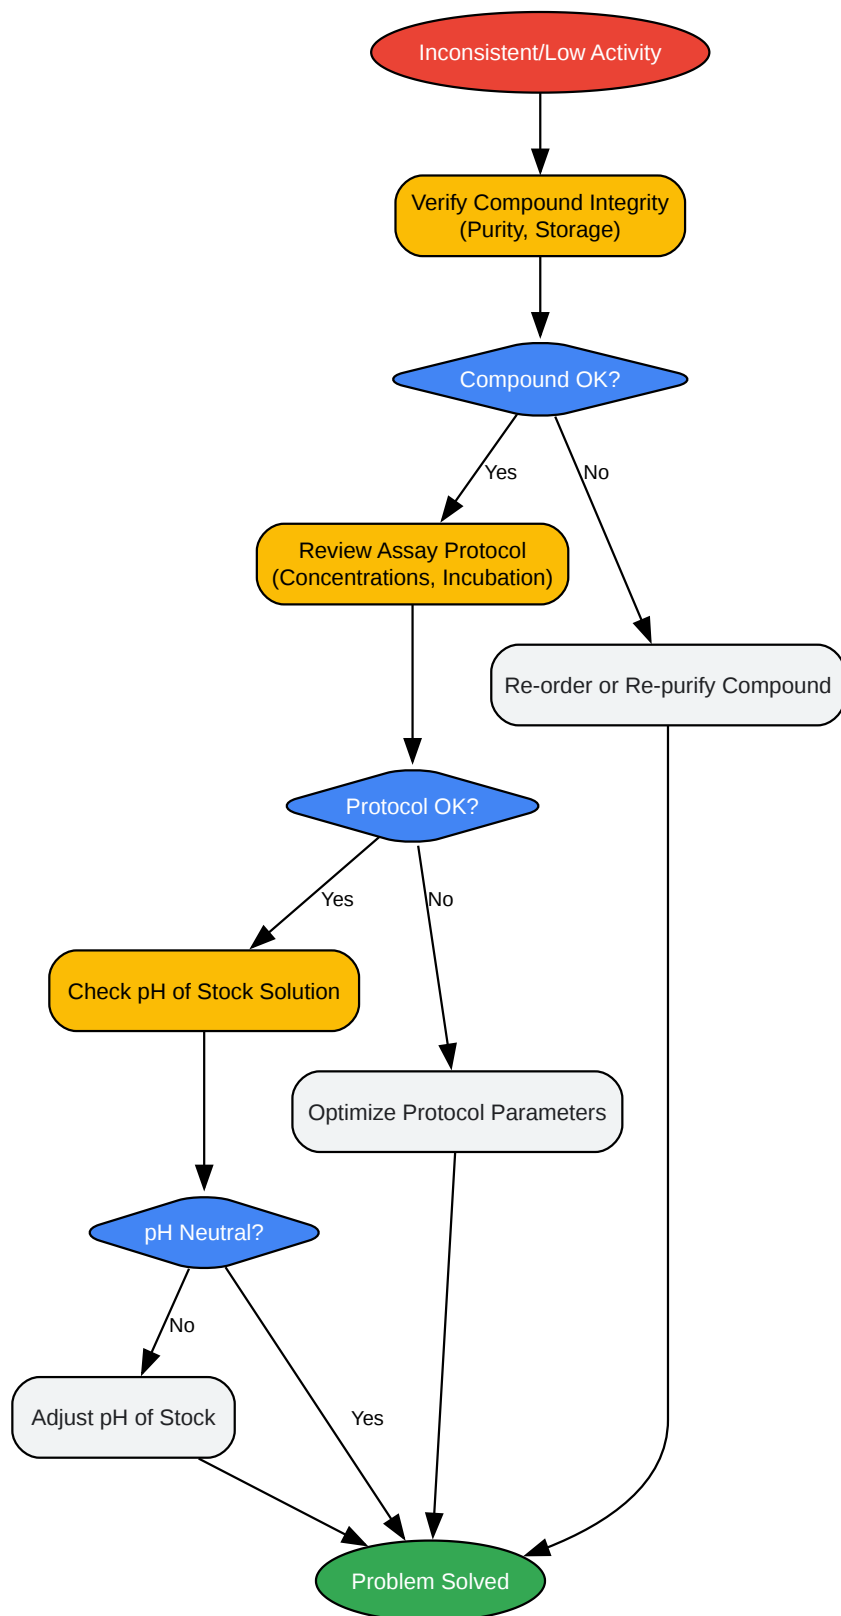 Inconsistent/Low Activity
Verify Compound Integrity
(Purity, Storage)
Compound OK?
Yes
No
Review Assay Protocol
(Concentrations, Incubation)
Re-order or Re-purify Compound
Protocol OK?
Yes
No
Check pH of Stock Solution
Optimize Protocol Parameters
pH Neutral?
No
Adjust pH of Stock
Yes
Problem Solved